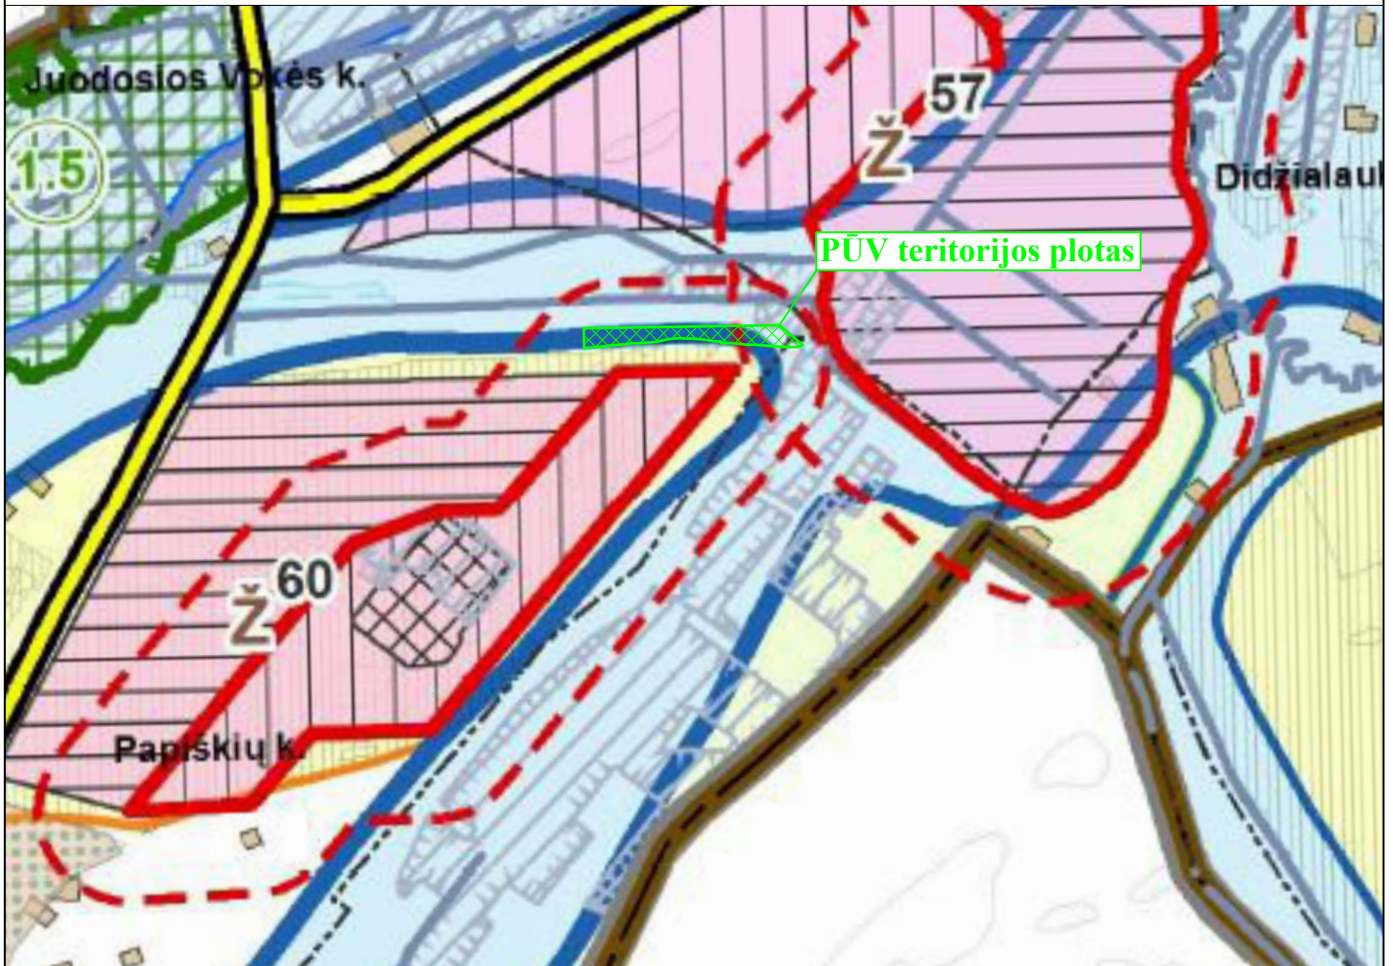 Juodosios Vokės k.
57
Ž
1.5
Didžialauk
PŪV teritorijos plotas
60
Ž
Papiškių k.